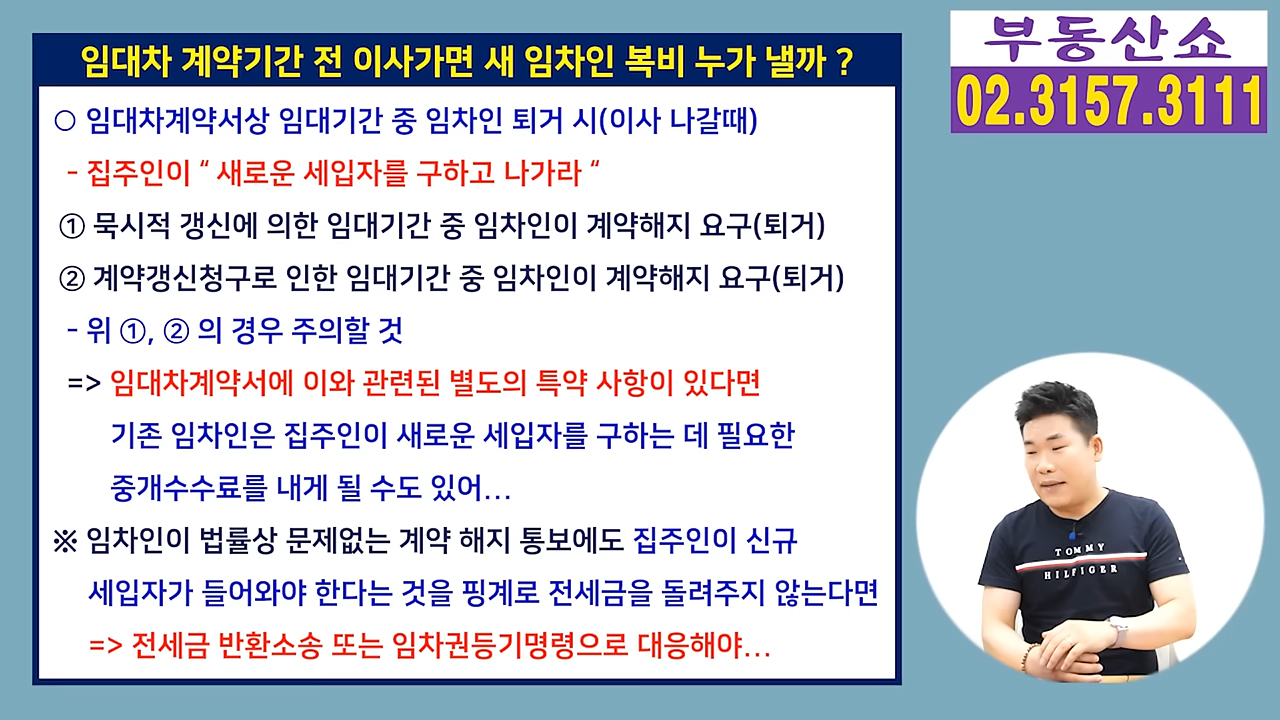 임대차 계약기간 전 이사가면 새 임차인 복비 누가 낼까 ?
부동산쇼
02.3157.3111
○ 임대차계약서상 임대기간 중 임차인 퇴거 시(이사 나갈때)
- 집주인이 “ 새로운 세입자를 구하고 나가라 “
① 묵시적 갱신에 의한 임대기간 중 임차인이 계약해지 요구(퇴거)
② 계약갱신청구로 인한 임대기간 중 임차인이 계약해지 요구(퇴거)
- 위 ①, ② 의 경우 주의할 것
=> 임대차계약서에 이와 관련된 별도의 특약 사항이 있다면
기존 임차인은 집주인이 새로운 세입자를 구하는 데 필요한
중개수수료를 내게 될 수도 있어...
※ 임차인이 법률상 문제없는 계약 해지 통보에도 집주인이 신규
세입자가 들어와야 한다는 것을 핑계로 전세금을 돌려주지 않는다면
=> 전세금 반환소송 또는 임차권등기명령으로 대응해야...
TOMMY
HILFIGER